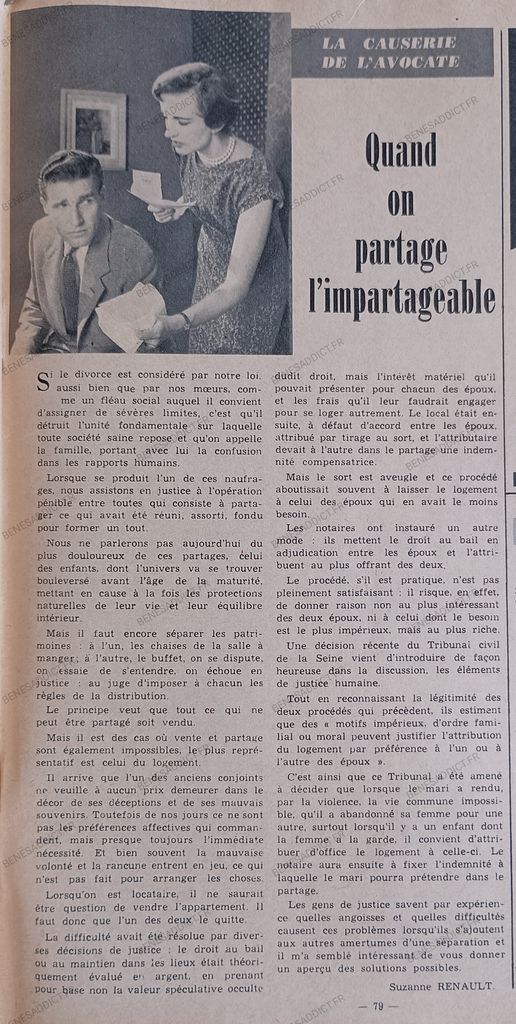 LA CAUSERIE
DE L'AVOCATE
Quand
on
partage
l'impartageable
Si le divorce est considéré par notre loi,
aussi bien que par nos mœurs, com-
me un fléau social auquel il convient
d'assigner de sévères limites, c'est qu'il
détruit l'unité fondamentale sur laquelle
toute société saine repose et qu'on appelle
la famille, portant avec lui la confusion
dans les rapports humains.
Lorsque se produit l'un de ces naufra-
ges, nous assistons en justice à l'opération
pénible entre toutes qui consiste à parta-
ger ce qui avait été réuni, assorti, fondu
pour former un tout.
Nous ne parlerons pas aujourd'hui du
plus douloureux de ces partages, celui
des enfants, dont l'univers va se trouver
bouleversé avant l'âge de la maturité,
mettant en cause à la fois les protections
naturelles de leur vie et leur équilibre
intérieur.
Mais il faut encore séparer les patri-
moines : à l'un, les chaises de la salle à
manger; à l'autre, le buffet, on se dispute,
on essaie de s'entendre, on échoue en
justice : au juge d'imposer à chacun les
règles de la distribution.
Le principe veut que tout ce qui ne
peut être partagé soit vendu.
Mais il est des cas où vente et partage
sont également impossibles, le plus repré-
sentatif est celui du logement.
Il arrive que l'un des anciens conjoints
ne veuille à aucun prix demeurer dans le
décor de ses déceptions et de ses mauvais
souvenirs. Toutefois de nos jours ce ne sont
pas les préférences affectives qui comman-
dent, mais presque toujours l'immédiate
nécessité. Et bien souvent la mauvaise
volonté et la rancune entrent en jeu, ce qui
n'est pas fait pour arranger les choses.
Lorsqu'on est locataire, il ne saurait
être question de vendre l'appartement. Il
faut donc que l'un des deux le quitte.
La difficulté avait été résolue par diver-
ses décisions de justice : le droit au bail
ou au maintien dans les lieux était théori-
quement évalué en argent, en prenant
pour base non la valeur spéculative occulte
dudit droit, mais l'intérêt matériel qu'il
pouvait présenter pour chacun des époux,
et les frais qu'il leur faudrait engager
pour se loger autrement. Le local était en-
suite, à défaut d'accord entre les époux,
attribué par tirage au sort, et l'attributaire
devait à l'autre dans le partage une indem-
nité compensatrice.
Mais le sort est aveugle et ce procédé
aboutissait souvent à laisser le logement
à celui des époux qui en avait le moins
besoin.
Les notaires ont instauré un autre
mode : ils mettent le droit au bail en
adjudication entre les époux et l'attri-
buent au plus offrant des deux.
Le procédé, s'il est pratique, n'est pas
pleinement satisfaisant : il risque, en effet,
de donner raison non au plus intéressant
des deux époux, ni à celui dont le besoin
est le plus impérieux, mais au plus riche.
Une décision récente du Tribunal civil
de la Seine vient d'introduire de façon
heureuse dans la discussion, les éléments
de justice humaine.
Tout en reconnaissant la légitimité des
deux procédés qui précèdent, ils estiment
que des « motifs impérieux, d'ordre fami-
lial ou moral peuvent justifier l'attribution
du logement par préférence à l'un ou à
l'autre des époux ».
C'est ainsi que ce Tribunal a été amené
à décider que lorsque le mari a rendu,
par la violence, la vie commune impossi-
ble, qu'il a abandonné sa femme pour une
autre, surtout lorsqu'il y a un enfant dont
la femme a la garde, il convient d'attri-
buer d'office le logement à celle-ci. Le
notaire aura ensuite à fixer l'indemnité à
laquelle le mari pourra prétendre dans le
partage.
Les gens de justice savent par expérien-
ce quelles angoisses et quelles difficultés
causent ces problèmes lorsqu'ils s'ajoutent
aux autres amertumes d'une séparation et
il m'a semblé intéressant de vous donner
un aperçu des solutions possibles.
Suzanne RENAULT.
— 79 —
BENESADDICT.FR